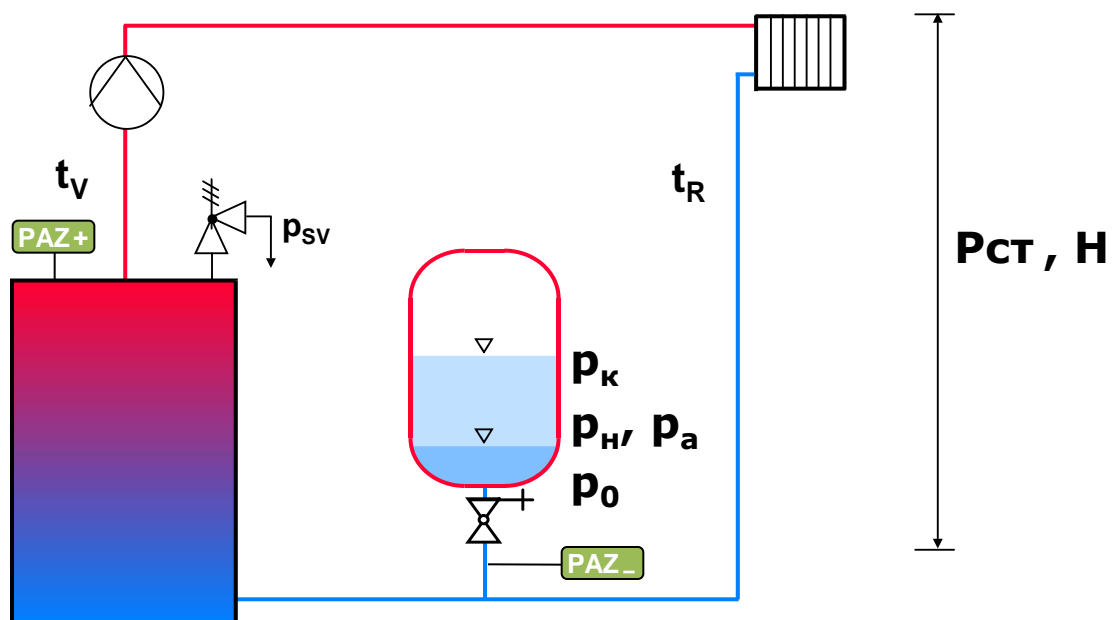 t_V
t_R
PAZ+
p_SV
Pст , H
p_к
p_н, p_a
p_0
PAZ_